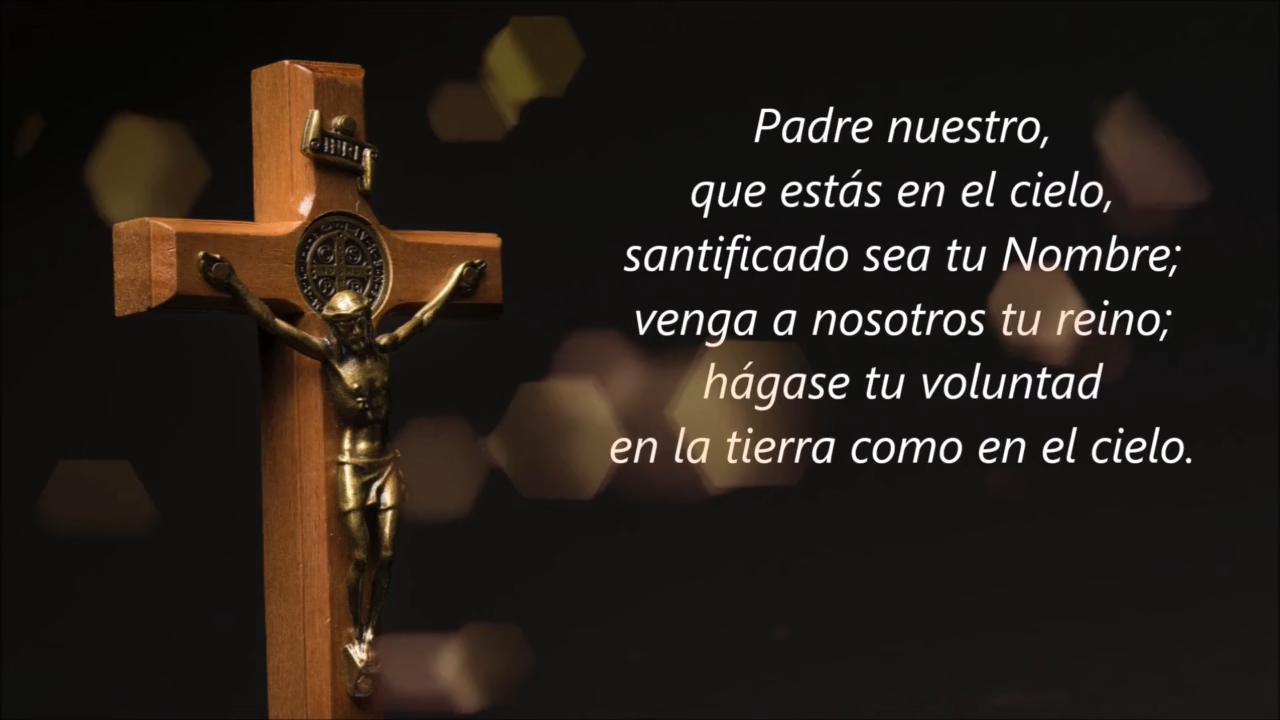 INRI
Padre nuestro,
que estás en el cielo,
santificado sea tu Nombre;
venga a nosotros tu reino;
hágase tu voluntad
en la tierra como en el cielo.